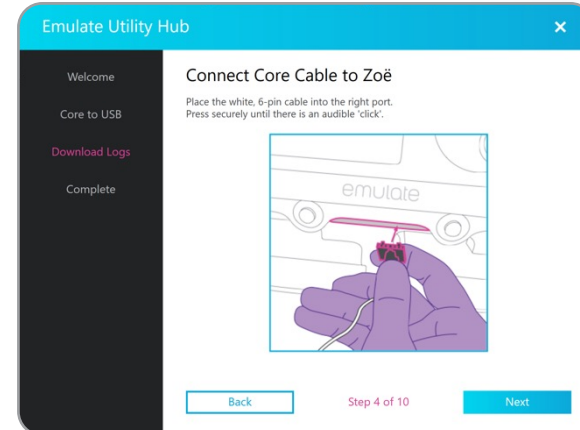 Emulate Utility Hub
×
Welcome
Core to USB
Download Logs
Complete
Connect Core Cable to Zoë
Place the white, 6-pin cable into the right port.
Press securely until there is an audible 'click'.
emulate
Back
Step 4 of 10
Next